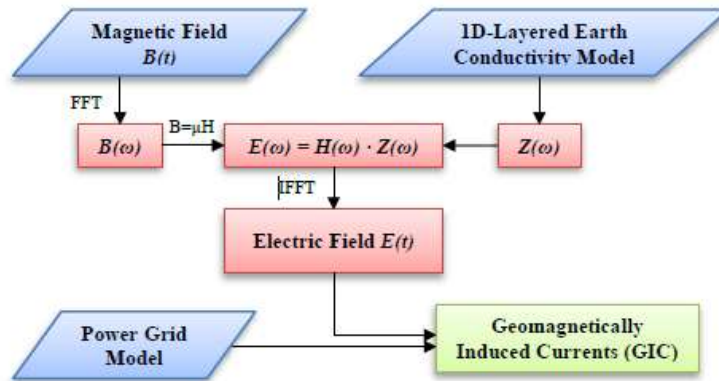 Magnetic Field
B(t)
1D-Layered Earth
Conductivity Model
FFT
B=μH
B(ω)
E(ω) = H(ω) · Z(ω)
Z(ω)
IFFT
Electric Field E(t)
Power Grid
Model
Geomagnetically
Induced Currents (GIC)